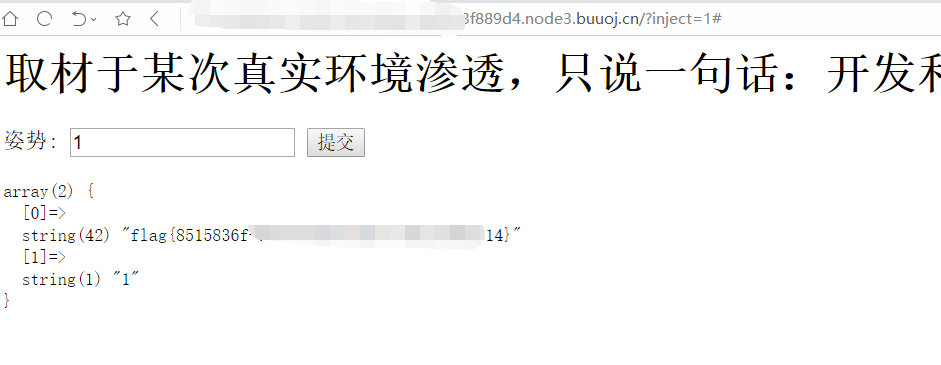 3f889d4.node3.buuoj.cn/?inject=1#
取材于某次真实环境渗透，只说一句话：开发和
姿势: 1 提交
array(2) {
[0]=>
string(42) "flag{8515836f 14}"
[1]=>
string(1) "1"
}